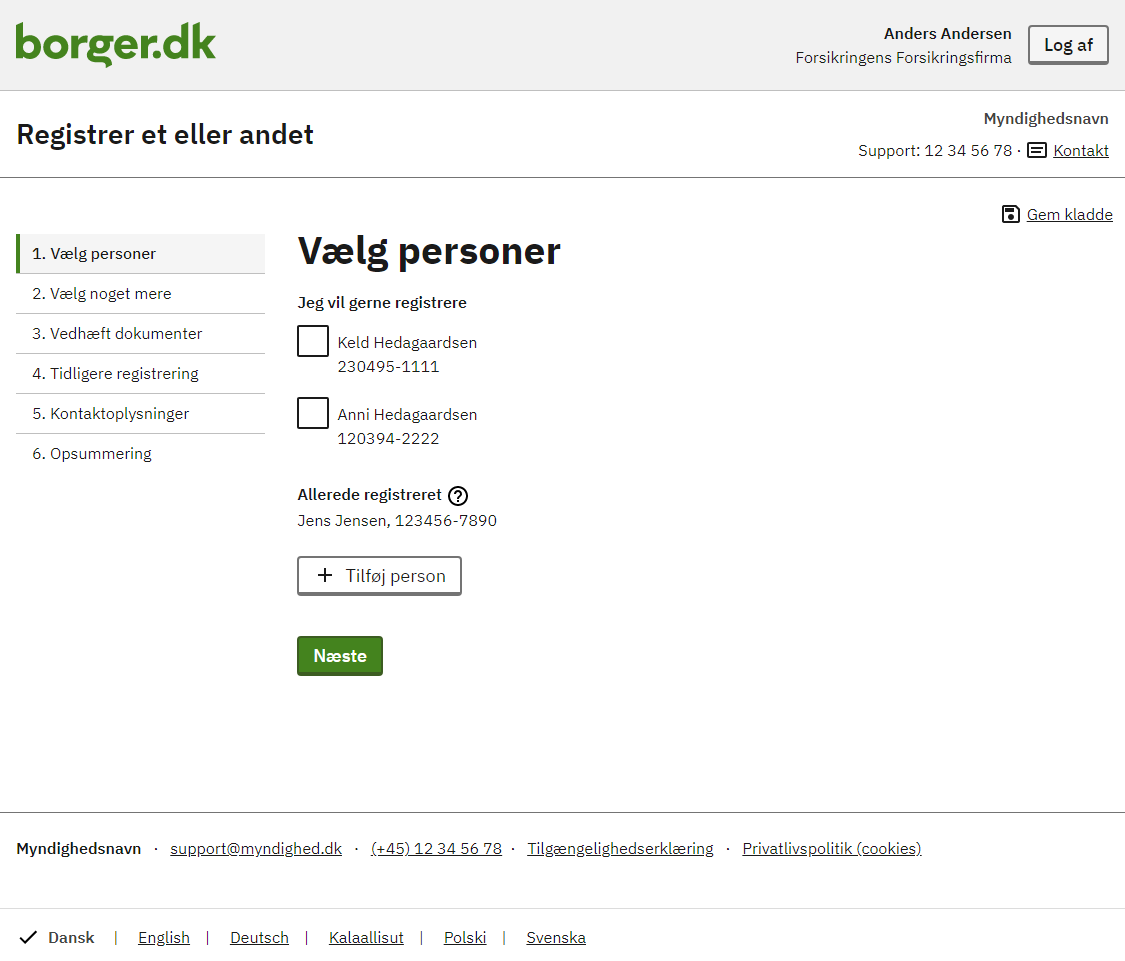 borger.dk
Anders Andersen
Forsikringens Forsikringsfirma
Log af
Registrer et eller andet
Myndighedsnavn
Support: 12 34 56 78 · Kontakt
Gem kladde
1. Vælg personer
2. Vælg noget mere
3. Vedhæft dokumenter
4. Tidligere registrering
5. Kontaktoplysninger
6. Opsummering
Vælg personer
Jeg vil gerne registrere
Keld Hedagaardsen
230495-1111
Anni Hedagaardsen
120394-2222
Allerede registreret ?
Jens Jensen, 123456-7890
+ Tilføj person
Næste
Myndighedsnavn · support@myndighed.dk · (+45) 12 34 56 78 · Tilgængelighedserklæring · Privatlivspolitik (cookies)
Dansk | English | Deutsch | Kalaallisut | Polski | Svenska